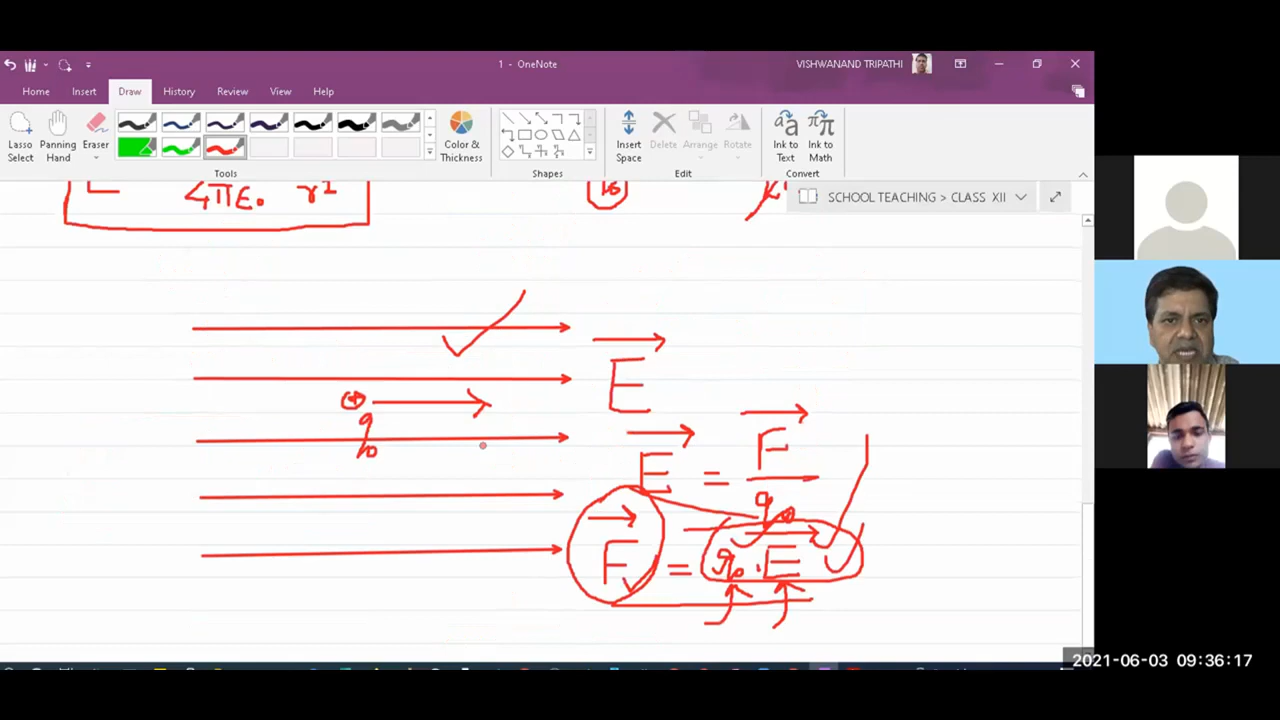 1 - OneNote
VISHWANAND TRIPATHI
Home Insert Draw History Review View Help
Lasso Select
Panning Hand
Eraser
Color & Thickness
Insert Space
Delete
Arrange
Rotate
Ink to Text
Ink to Math
Tools
Shapes
Edit
Convert
SCHOOL TEACHING > CLASS XII
4πε₀ r²
E
q₀
E = F / q₀
F = q₀ . E
2021-06-03 09:36:17